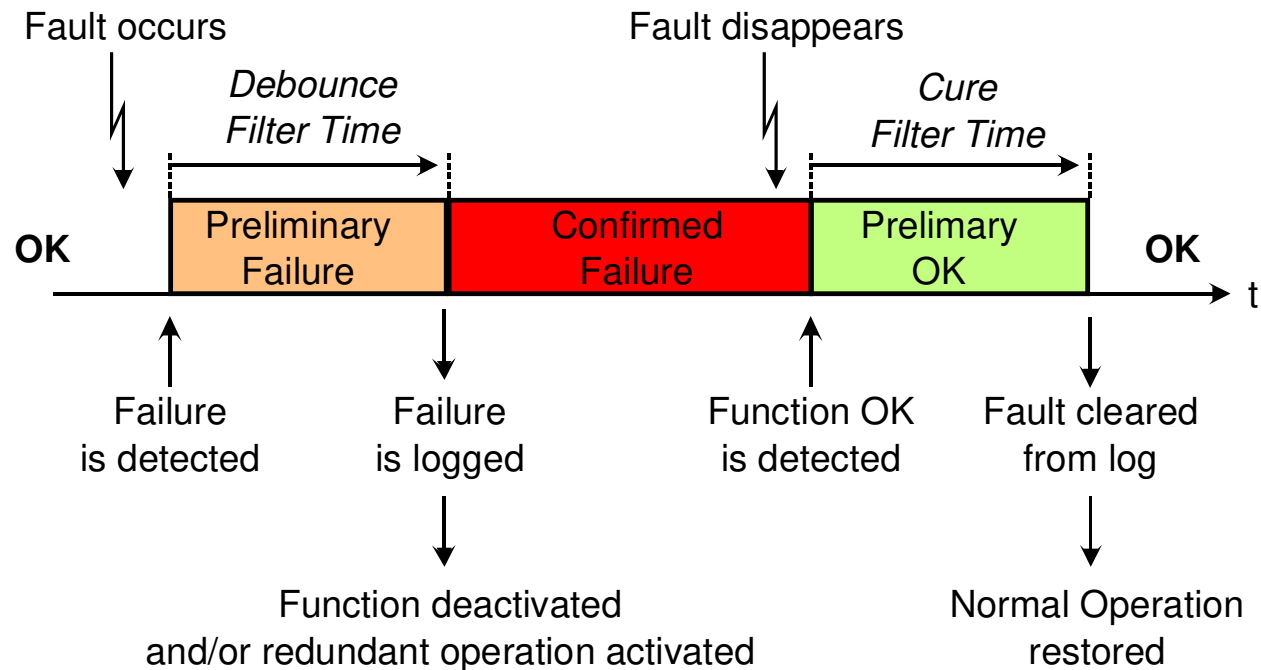 Fault occurs
Fault disappears
Debounce
Filter Time
Cure
Filter Time
OK
Preliminary
Failure
Confirmed
Failure
Prelimary
OK
OK
t
Failure
is detected
Failure
is logged
Function OK
is detected
Fault cleared
from log
Function deactivated
and/or redundant operation activated
Normal Operation
restored